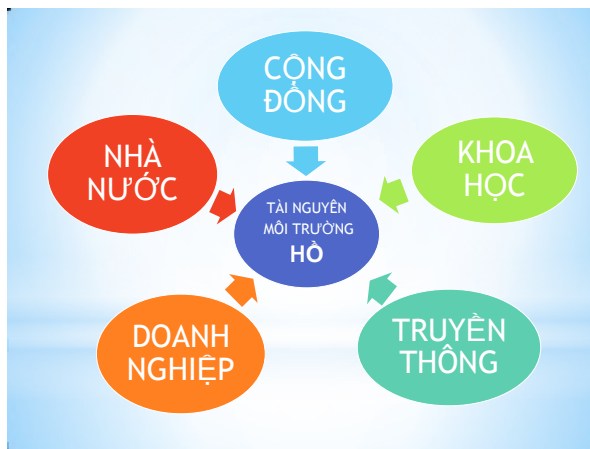 CỘNG
ĐỒNG
NHÀ
NƯỚC
KHOA
HỌC
TÀI NGUYÊN
MÔI TRƯỜNG
HỒ
DOANH
NGHIỆP
TRUYỀN
THÔNG